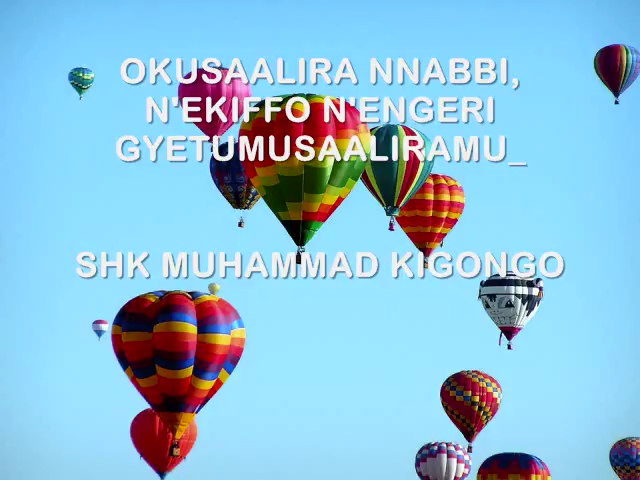 OKUSAALIRA NNABBI,
N'EKIFFO N'ENGERI
GYETUMUSAALIRAMU_
SHK MUHAMMAD KIGONGO